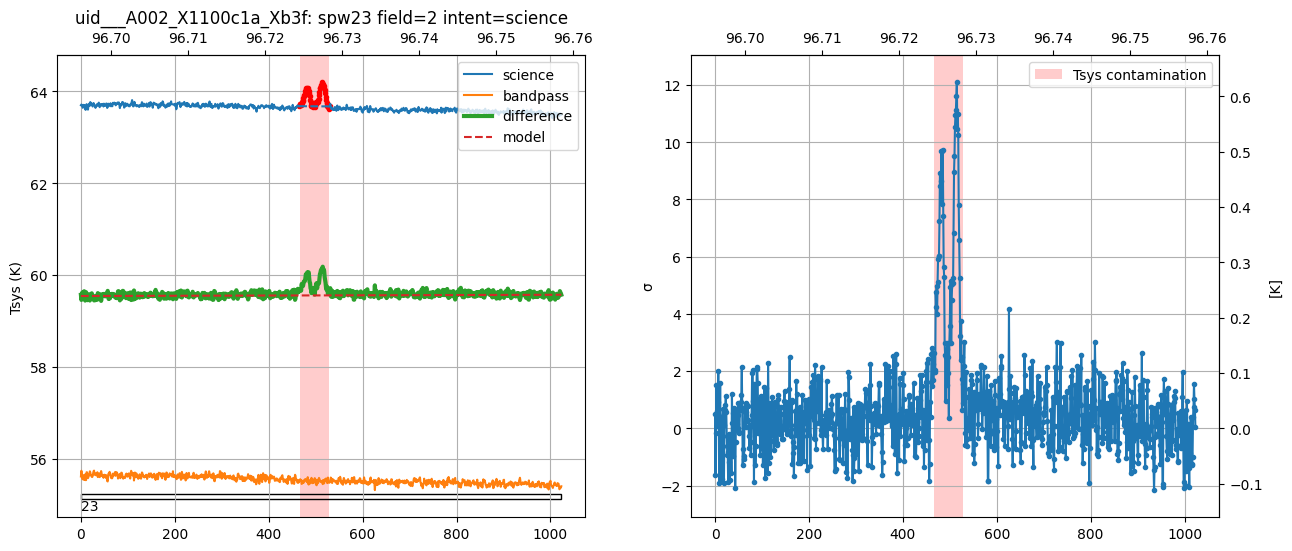 uid___A002_X1100c1a_Xb3f: spw23 field=2 intent=science
96.70 96.71 96.72 96.73 96.74 96.75 96.76
Tsys (K)
64
62
60
58
56
science
bandpass
difference
model
23
0 200 400 600 800 1000
96.70 96.71 96.72 96.73 96.74 96.75 96.76
σ
12
10
8
6
4
2
0
−2
Tsys contamination
0.6
0.5
0.4
0.3
0.2
0.1
0.0
−0.1
[K]
0 200 400 600 800 1000